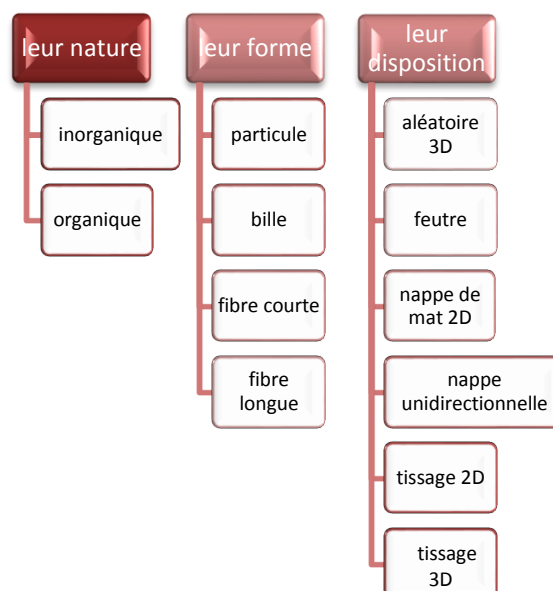 leur nature
inorganique
organique
leur forme
particule
bille
fibre courte
fibre
longue
leur
disposition
aléatoire
3D
feutre
nappe de
mat 2D
nappe
unidirectionnelle
tissage 2D
tissage
3D